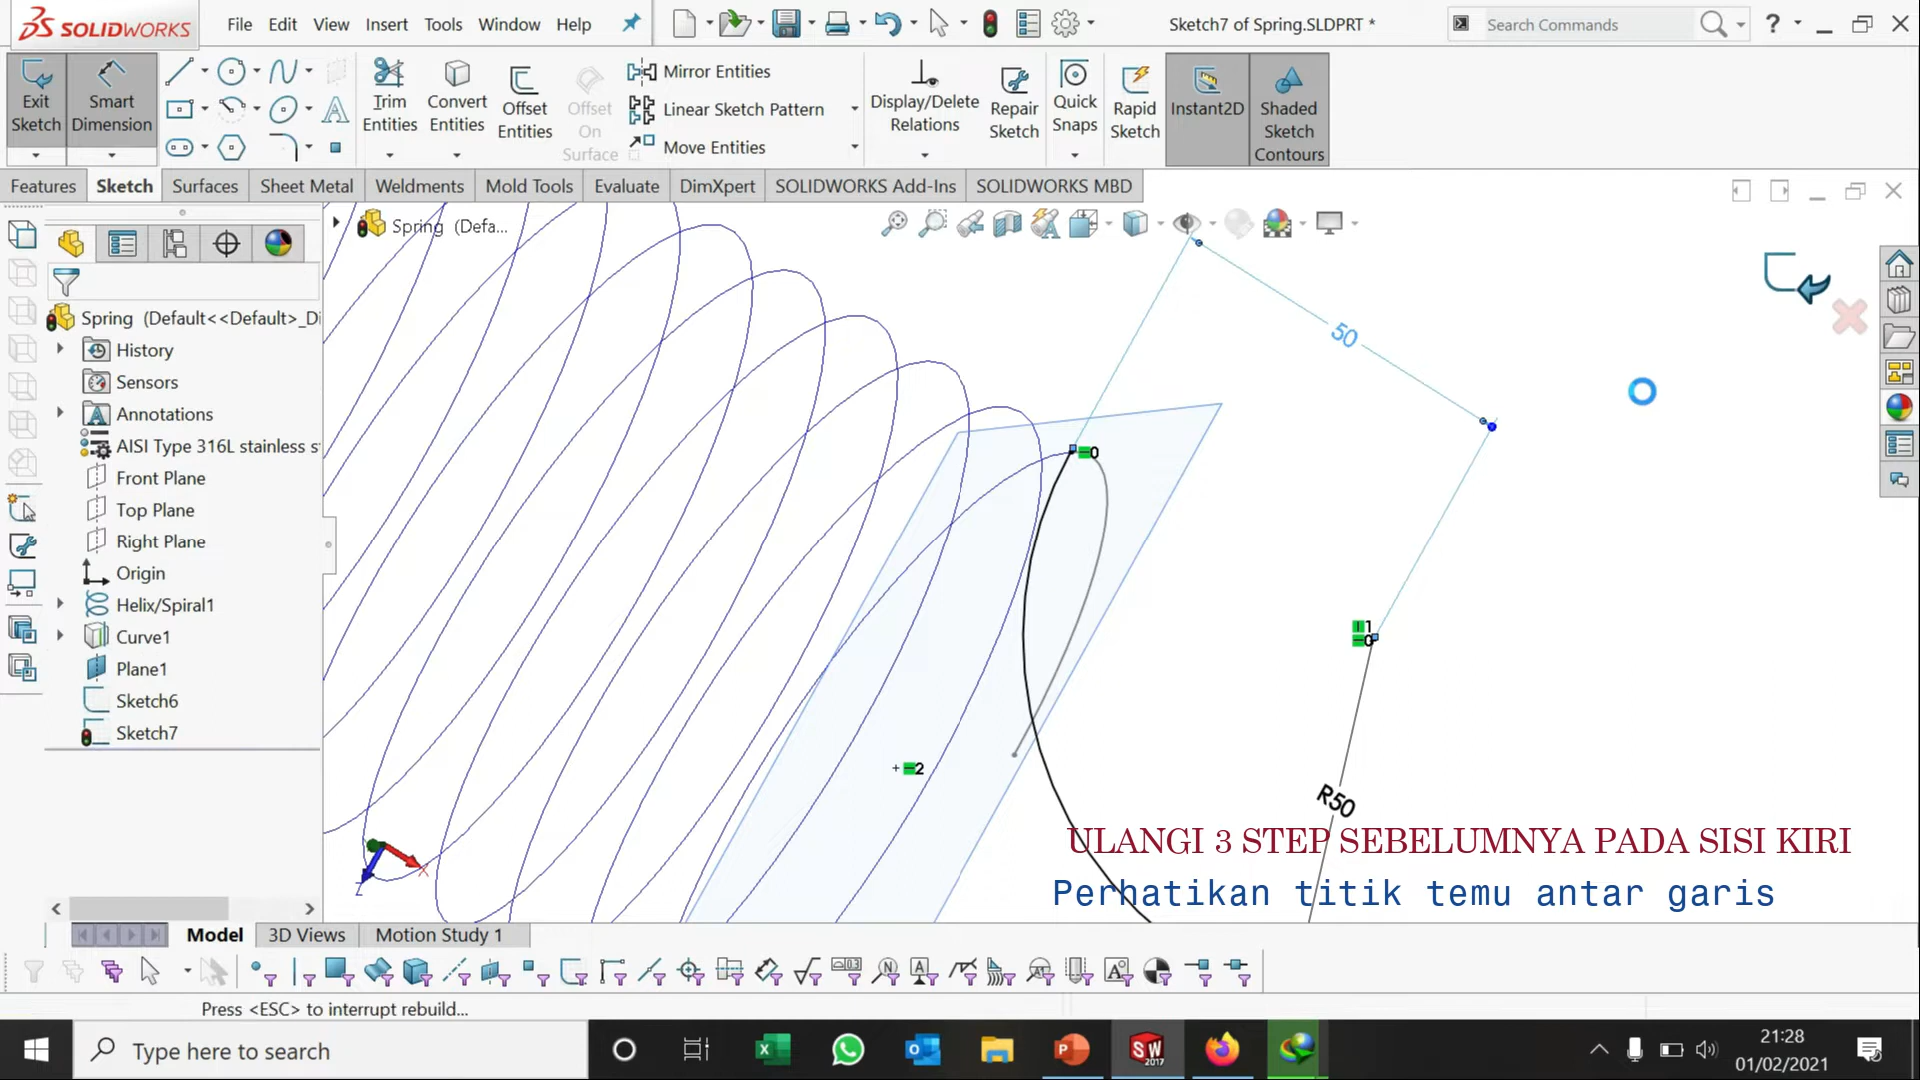 SOLIDWORKS
File Edit View Insert Tools Window Help
Sketch7 of Spring.SLDPRT *
Search Commands
Exit Sketch
Smart Dimension
Trim Entities
Convert Entities
Offset Entities
Offset On Surface
Mirror Entities
Linear Sketch Pattern
Move Entities
Display/Delete Relations
Repair Sketch
Quick Snaps
Rapid Sketch
Instant2D
Shaded Sketch Contours
Features Sketch Surfaces Sheet Metal Weldments Mold Tools Evaluate DimXpert SOLIDWORKS Add-Ins SOLIDWORKS MBD
Spring (Defa...
Spring (Default<<Default>_Di
History
Sensors
Annotations
AISI Type 316L stainless s
Front Plane
Top Plane
Right Plane
Origin
Helix/Spiral1
Curve1
Plane1
Sketch6
Sketch7
50
0
1
0
2
R50
X
Z
ULANGI 3 STEP SEBELUMNYA PADA SISI KIRI
Perhatikan titik temu antar garis
Model 3D Views Motion Study 1
Press <ESC> to interrupt rebuild...
Type here to search
SW
2017
21:28
01/02/2021